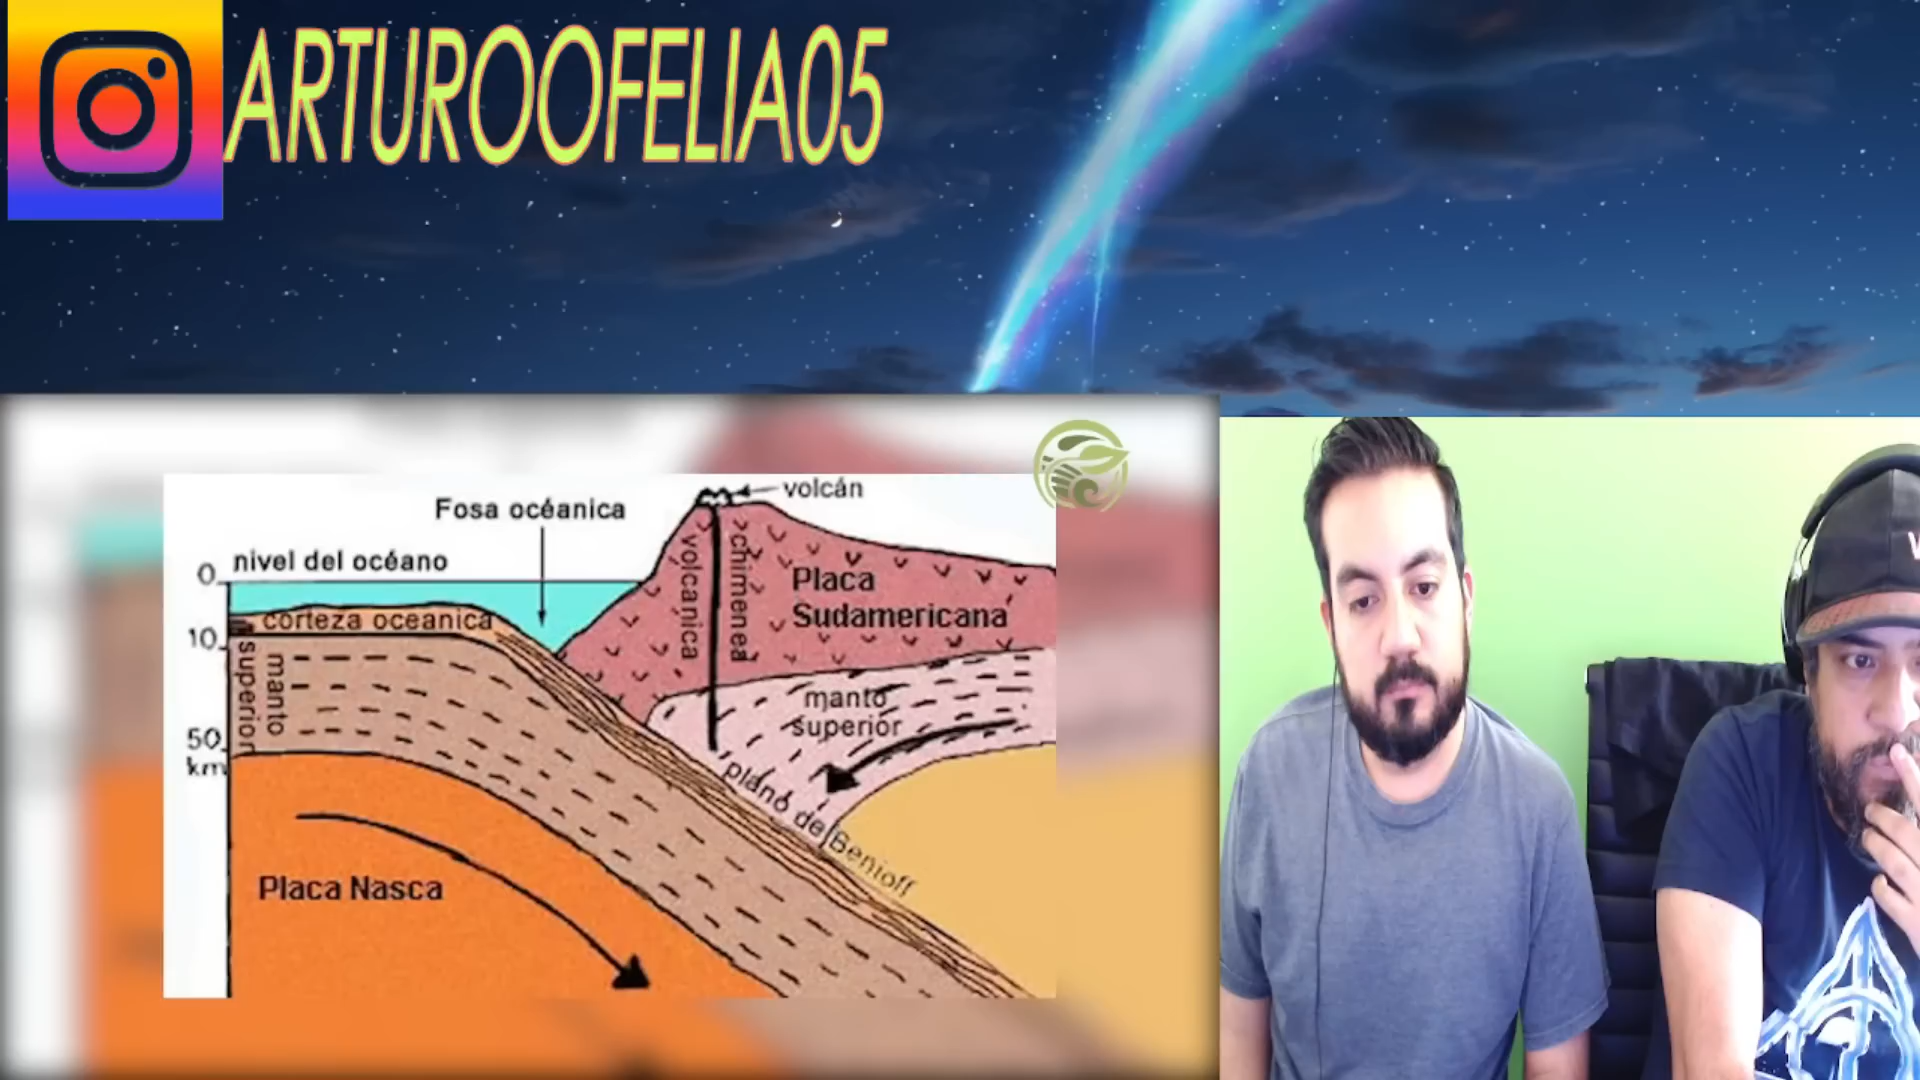 ARTUROOFELIA05
volcán
Fosa océanica
nivel del océano
0
corteza oceanica
10
manto
superior
50
km
chimenea
volcanica
Placa
Sudamericana
manto
superior
plano de Benioff
Placa Nasca